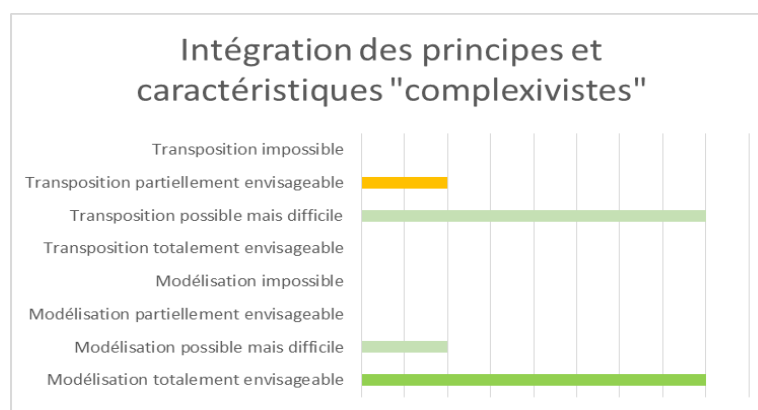 Intégration des principes et
caractéristiques "complexivistes"
Transposition impossible
Transposition partiellement envisageable
Transposition possible mais difficile
Transposition totalement envisageable
Modélisation impossible
Modélisation partiellement envisageable
Modélisation possible mais difficile
Modélisation totalement envisageable